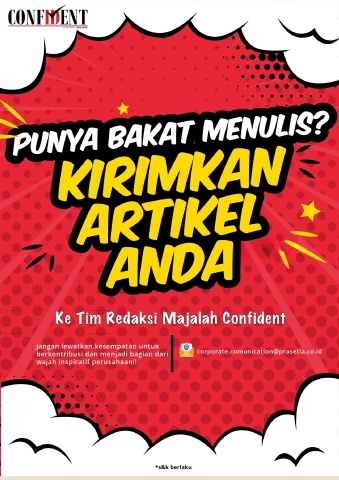 CONFIDENT
PUNYA BAKAT MENULIS?
KIRIMKAN
ARTIKEL
ANDA
Ke Tim Redaksi Majalah Confident
jangan lewatkan kesempatan untuk
berkontribusi dan menjadi bagian dari
wajah inspiratif perusahaan!!
corporate.comunication@prasetia.co.id
*s&k berlaku